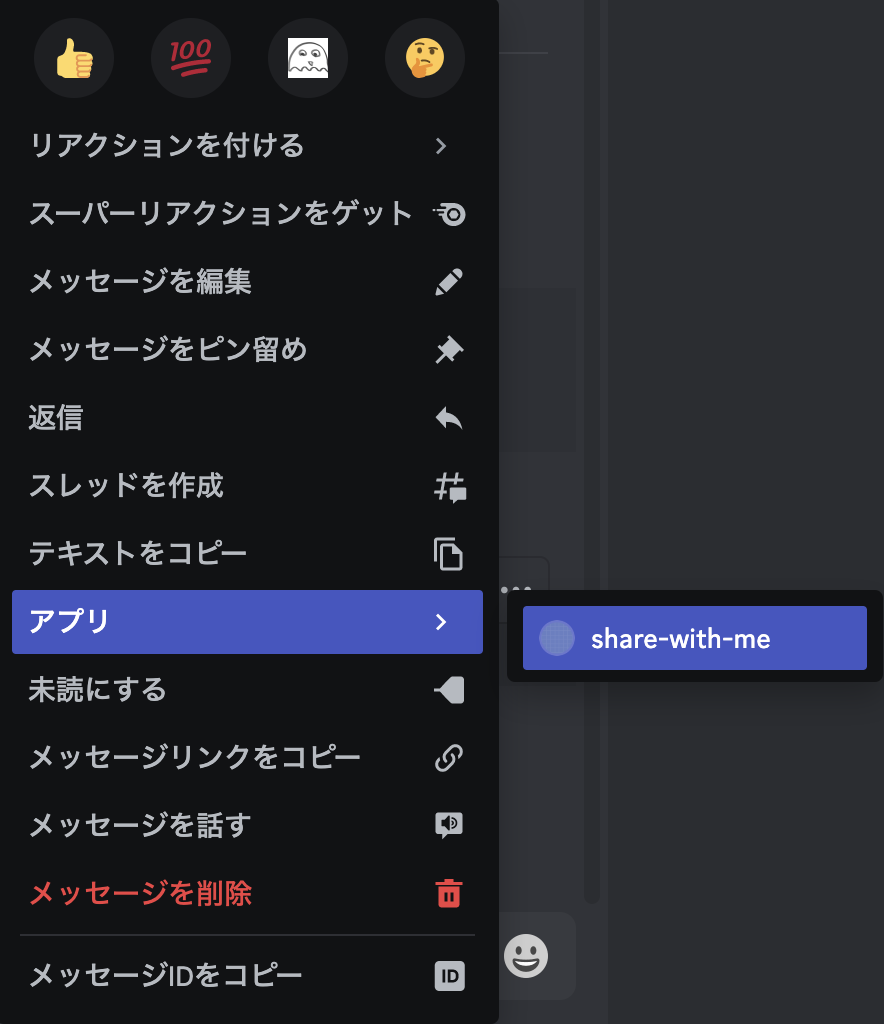 100
リアクションを付ける
スーパーリアクションをゲット
メッセージを編集
メッセージをピン留め
返信
スレッドを作成
テキストをコピー
アプリ
share-with-me
未読にする
メッセージリンクをコピー
メッセージを話す
メッセージを削除
メッセージIDをコピー
ID